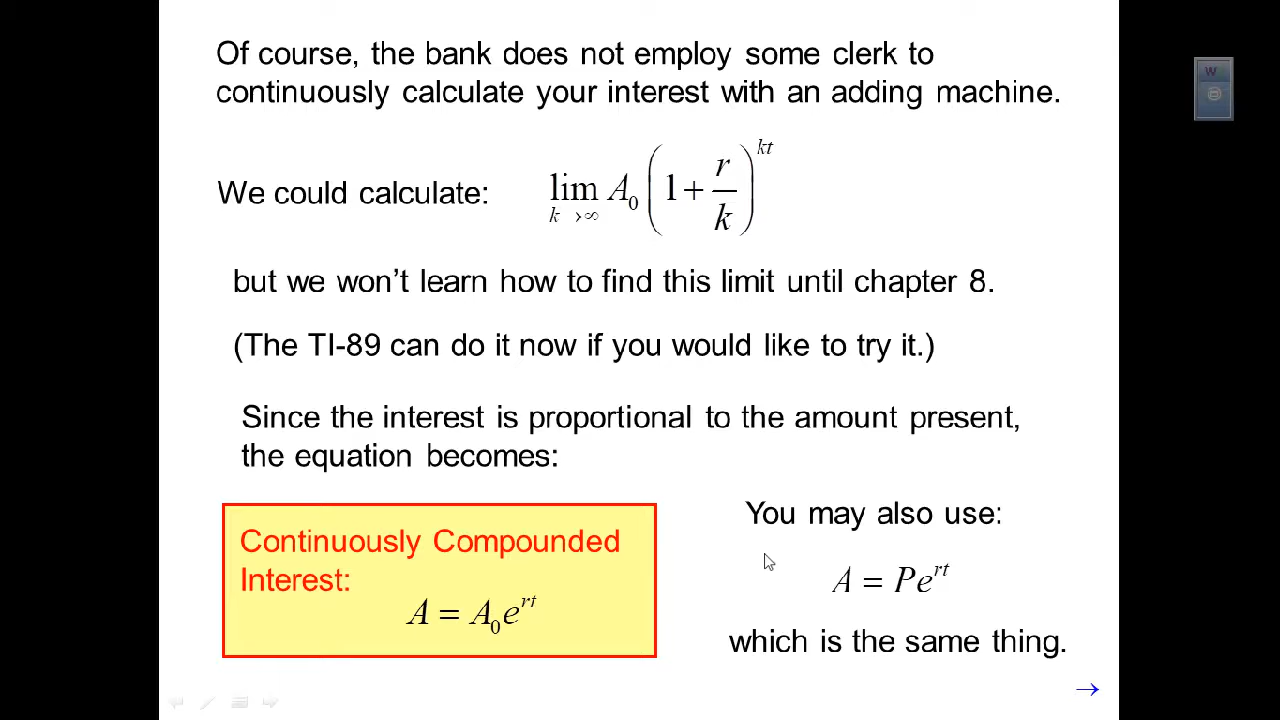 Of course, the bank does not employ some clerk to
continuously calculate your interest with an adding machine.
We could calculate: lim k→∞ A₀(1 + r/k)^kt
but we won’t learn how to find this limit until chapter 8.
(The TI-89 can do it now if you would like to try it.)
Since the interest is proportional to the amount present,
the equation becomes:
Continuously Compounded
Interest:
A = A₀e^rt
You may also use:
A = Pe^rt
which is the same thing.
→
W